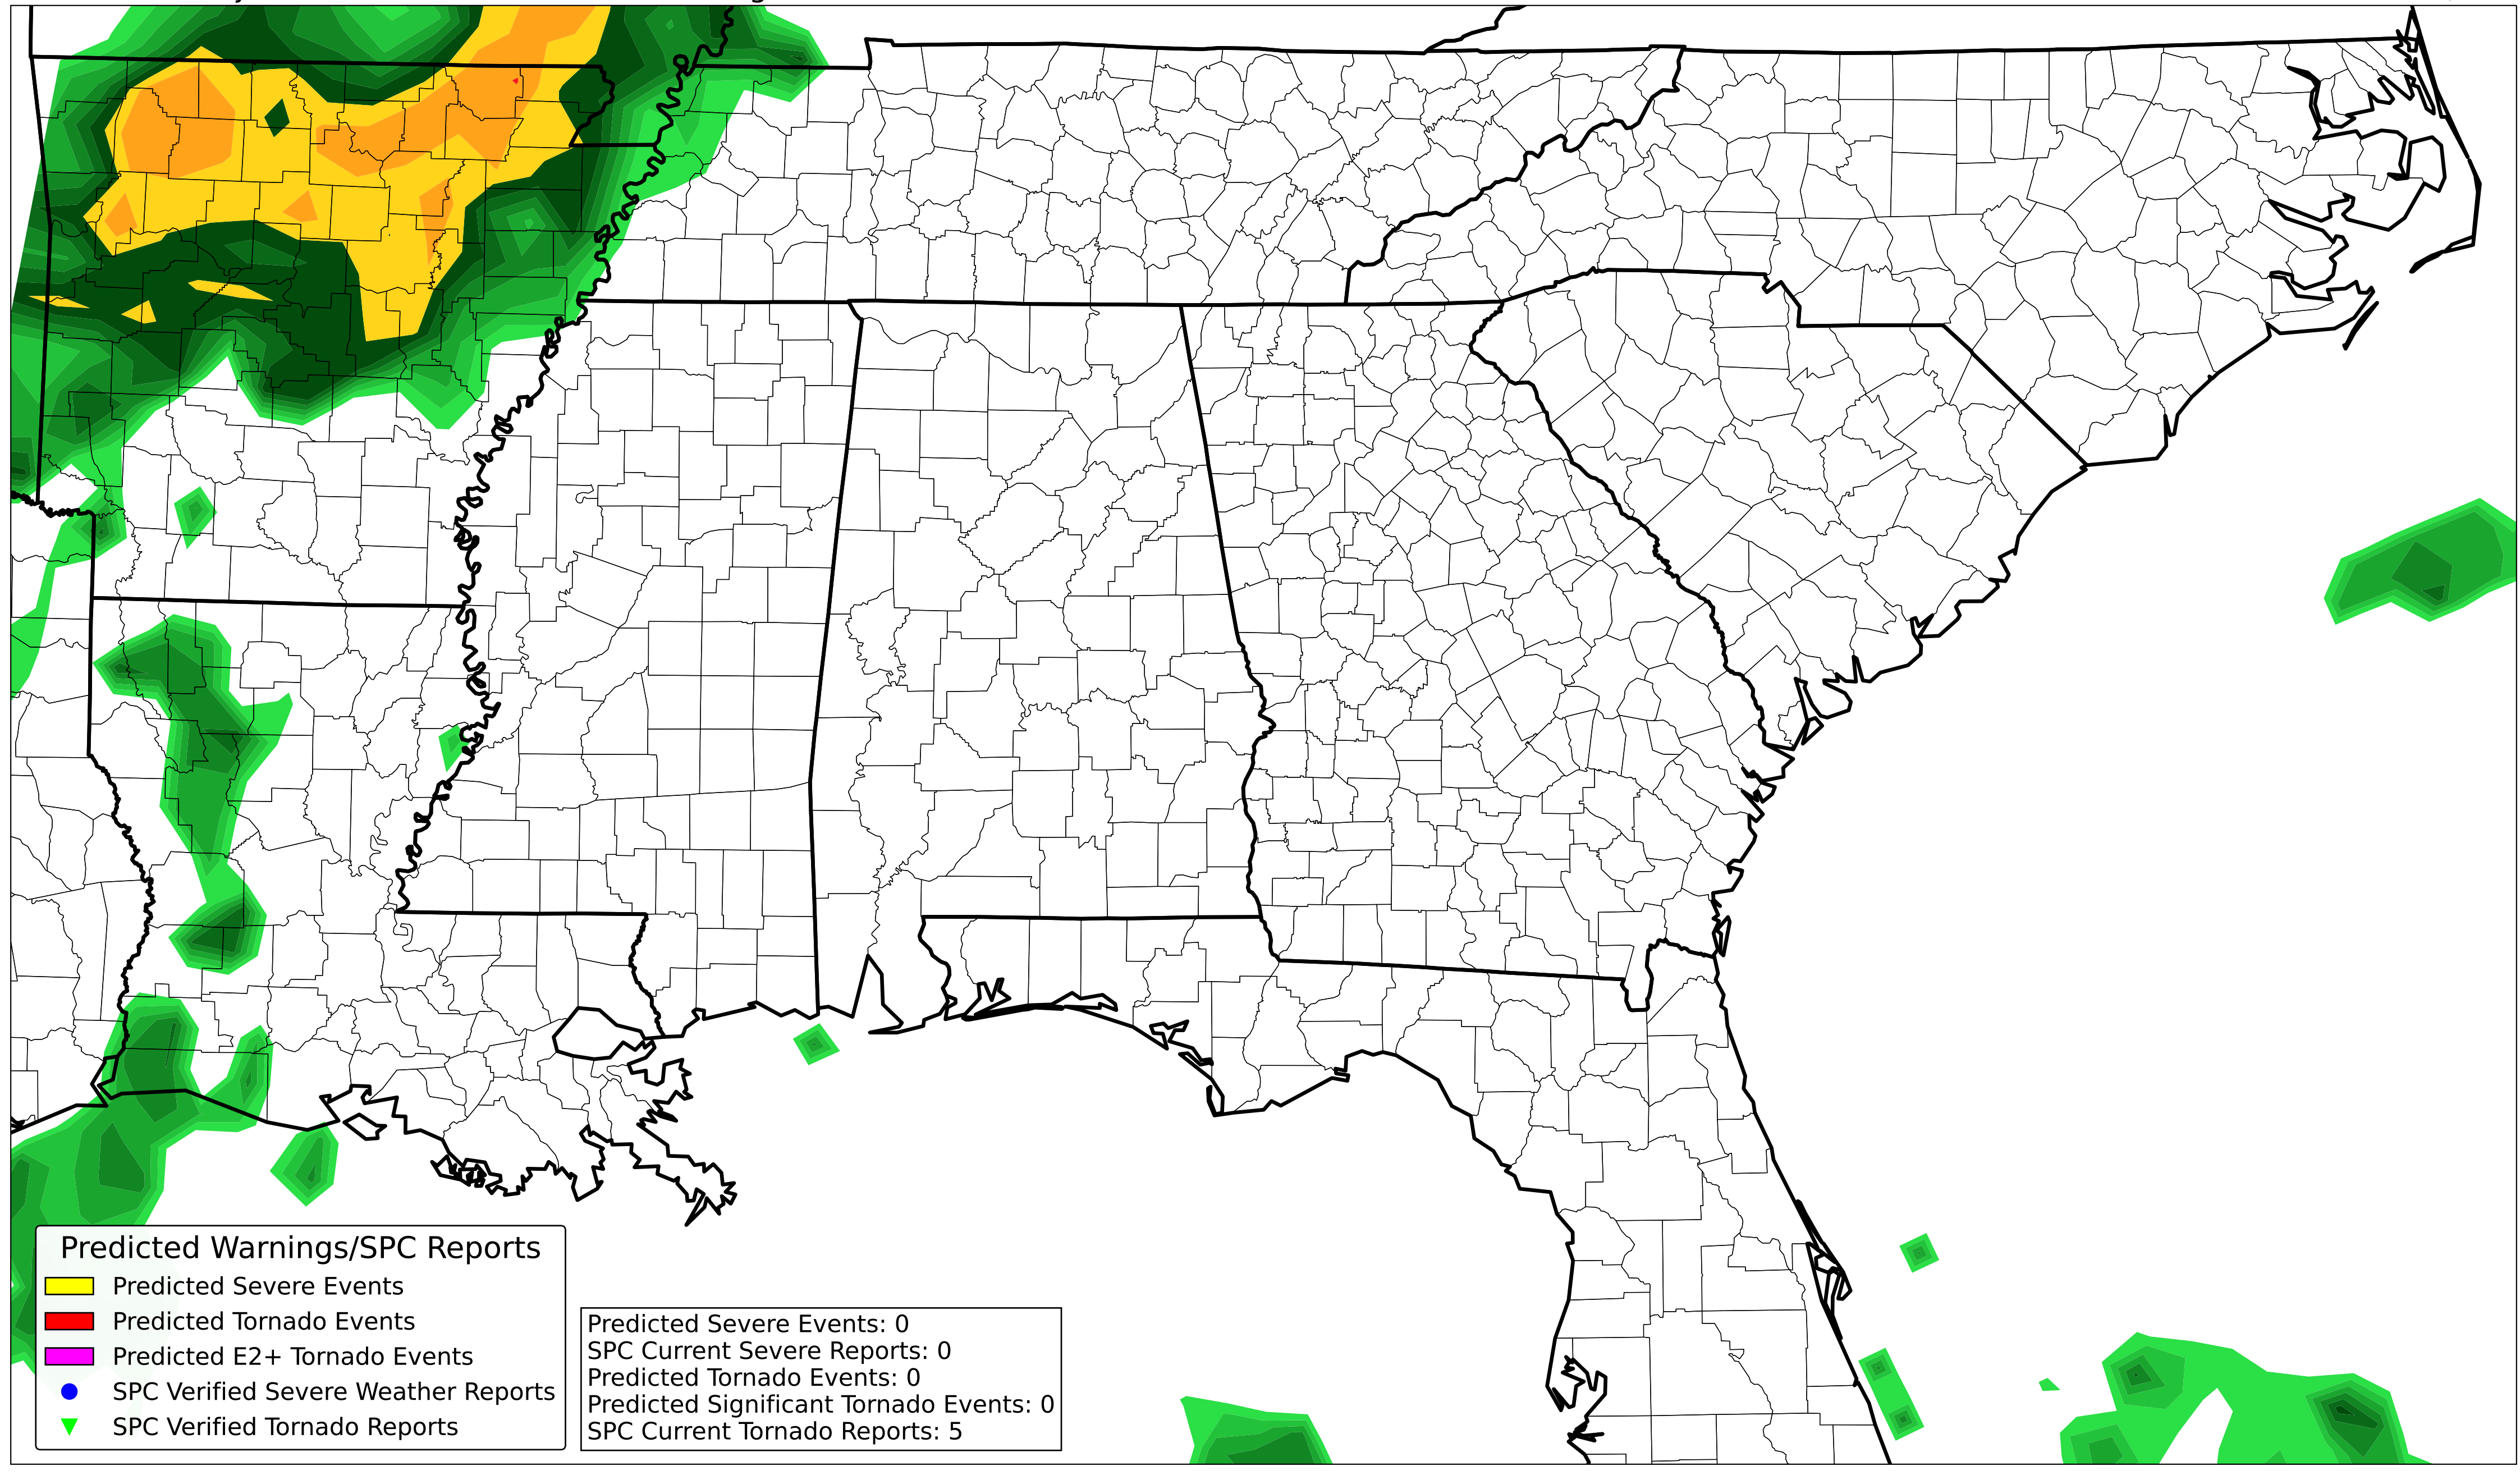 Predicted Warnings/SPC Reports
Predicted Severe Events
Predicted Tornado Events
Predicted E2+ Tornado Events
SPC Verified Severe Weather Reports
SPC Verified Tornado Reports
Predicted Severe Events: 0
SPC Current Severe Reports: 0
Predicted Tornado Events: 0
Predicted Significant Tornado Events: 0
SPC Current Tornado Reports: 5